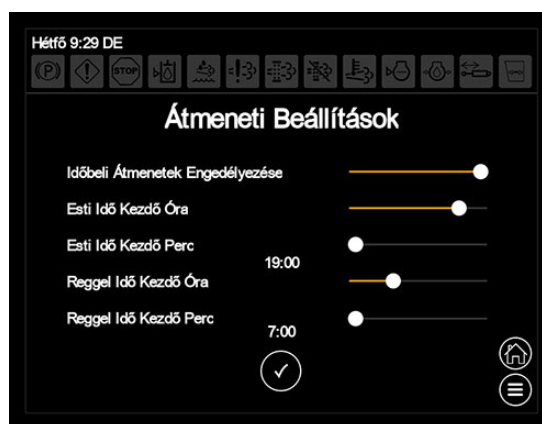 Hétfő 9:29 DE
STOP
Átmeneti Beállítások
Időbeli Átmenetek Engedélyezése
Esti Idő Kezdő Óra
Esti Idő Kezdő Perc
19:00
Reggel Idő Kezdő Óra
Reggel Idő Kezdő Perc
7:00